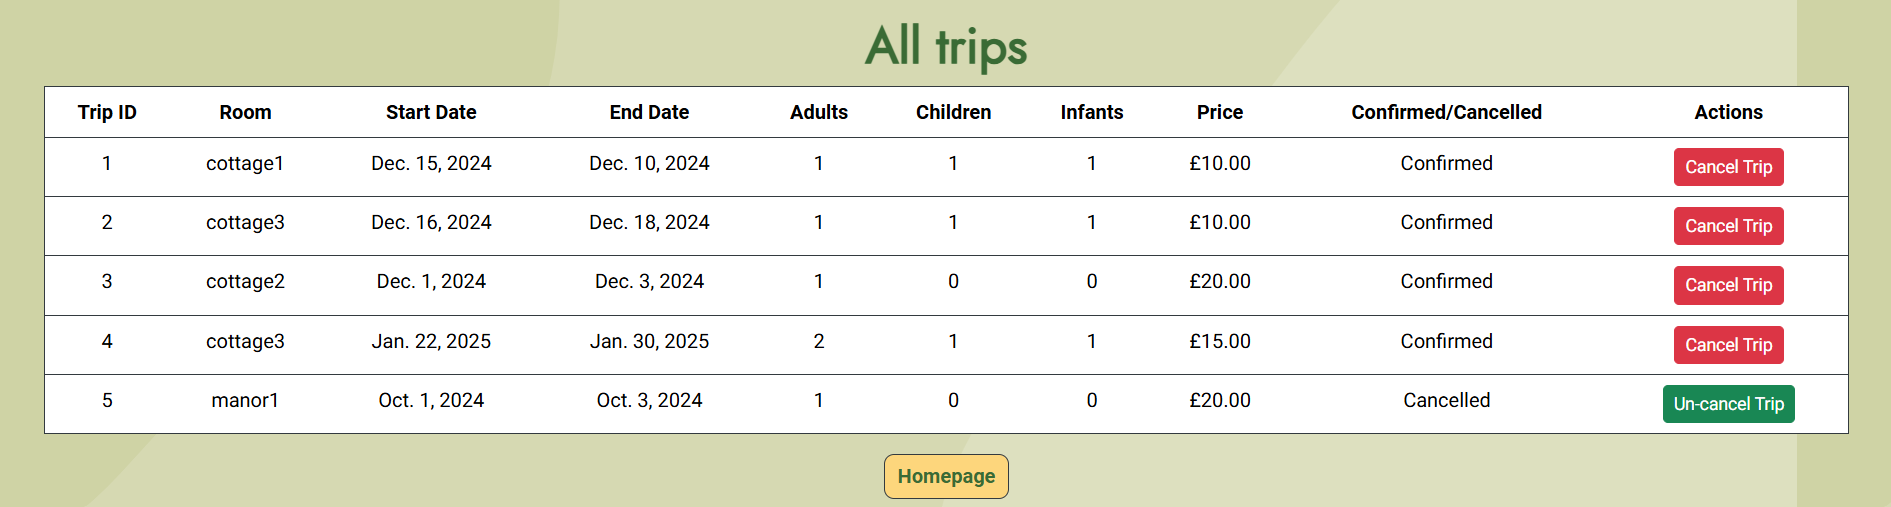 All trips
Trip ID Room Start Date End Date Adults Children Infants Price Confirmed/Cancelled Actions
1 cottage1 Dec. 15, 2024 Dec. 10, 2024 1 1 1 £10.00 Confirmed Cancel Trip
2 cottage3 Dec. 16, 2024 Dec. 18, 2024 1 1 1 £10.00 Confirmed Cancel Trip
3 cottage2 Dec. 1, 2024 Dec. 3, 2024 1 0 0 £20.00 Confirmed Cancel Trip
4 cottage3 Jan. 22, 2025 Jan. 30, 2025 2 1 1 £15.00 Confirmed Cancel Trip
5 manor1 Oct. 1, 2024 Oct. 3, 2024 1 0 0 £20.00 Cancelled Un-cancel Trip
Homepage